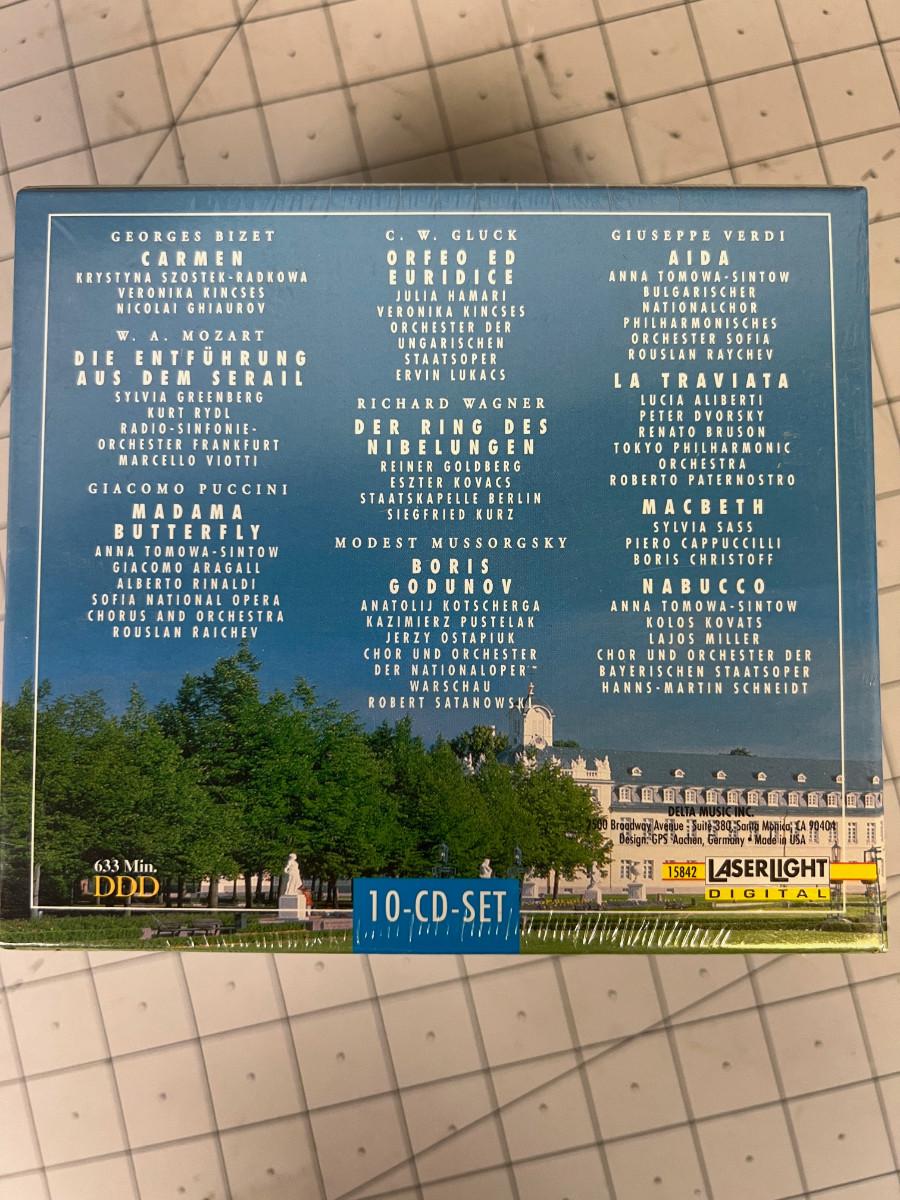 GEORGES BIZET
CARMEN
KRYSTYNA SZOSTEK-RADKOWA
VERONIKA KINCSES
NICOLAI GHIAUROV
W. A. MOZART
DIE ENTFÜHRUNG
AUS DEM SERAIL
SYLVIA GREENBERG
KURT RYDL
RADIO-SINFONIE-
ORCHESTER FRANKFURT
MARCELLO VIOTTI
GIACOMO PUCCINI
MADAMA
BUTTERFLY
ANNA TOMOWA-SINTOW
GIACOMO ARAGALL
ALBERTO RINALDI
SOFIA NATIONAL OPERA
CHORUS AND ORCHESTRA
ROUSLAN RAICHEV
C. W. GLUCK
ORFEO ED
EURIDICE
JULIA HAMARI
VERONIKA KINCSES
ORCHESTER DER
UNGARISCHEN
STAATSOPER
ERVIN LUKACS
RICHARD WAGNER
DER RING DES
NIBELUNGEN
REINER GOLDBERG
ESZTER KOVACS
STAATSKAPELLE BERLIN
SIEGFRIED KURZ
MODEST MUSSORGSKY
BORIS
GODUNOV
ANATOLIJ KOTSCHERGA
KAZIMIERZ PUSTELAK
JERZY OSTAPIUK
CHOR UND ORCHESTER
DER NATIONALOPER
WARSCHAU
ROBERT SATANOWSKI
GIUSEPPE VERDI
AIDA
ANNA TOMOWA-SINTOW
BULGARISCHER
NATIONALCHOR
PHILHARMONISCHES
ORCHESTER SOFIA
ROUSLAN RAYCHEV
LA TRAVIATA
LUCIA ALIBERTI
PETER DVORSKY
RENATO BRUSON
TOKYO PHILHARMONIC
ORCHESTRA
ROBERTO PATERNOSTRO
MACBETH
SYLVIA SASS
PIERO CAPPUCCILLI
BORIS CHRISTOFF
NABUCCO
ANNA TOMOWA-SINTOW
KOLOS KOVATS
LAJOS MILLER
CHOR UND ORCHESTER DER
BAYERISCHEN STAATSOPER
HANNS-MARTIN SCHNEIDT
DELTA MUSIC INC.
Broadway Avenue · Suite 380, Santa Monica, CA 90404
Design: GPS Aachen, Germany • Made in USA
633 Min.
DDD
10-CD-SET
15842 LASERLIGHT
DIGITAL